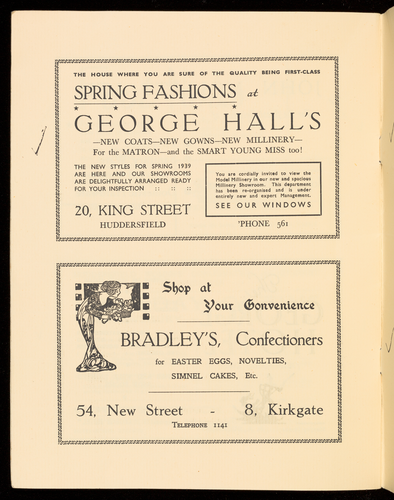 THE HOUSE WHERE YOU ARE SURE OF THE QUALITY BEING FIRST-CLASS
SPRING FASHIONS at
GEORGE HALL'S
—NEW COATS—NEW GOWNS—NEW MILLINERY—
For the MATRON—and the SMART YOUNG MISS too!
THE NEW STYLES FOR SPRING 1939
ARE HERE AND OUR SHOWROOMS
ARE DELIGHTFULLY ARRANGED READY
FOR YOUR INSPECTION :: :: ::
20, KING STREET
HUDDERSFIELD
You are cordially invited to view the
Model Millinery in our new and spacious
Millinery Showroom. This department
has been re-organised and is under
entirely new and expert Management.
SEE OUR WINDOWS
'PHONE 561
Shop at
Your Convenience
BRADLEY'S, Confectioners
for EASTER EGGS, NOVELTIES,
SIMNEL CAKES, Etc.
54, New Street - 8, Kirkgate
TELEPHONE 1141